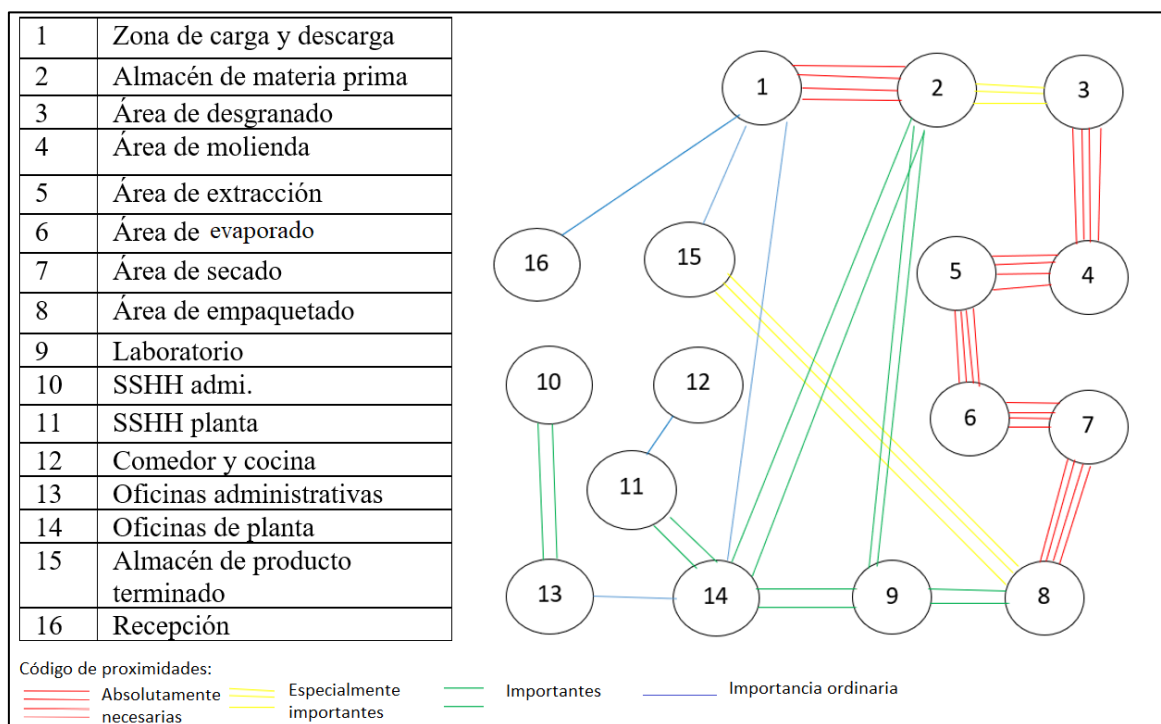 1 Zona de carga y descarga
2 Almacén de materia prima
3 Área de desgranado
4 Área de molienda
5 Área de extracción
6 Área de evaporado
7 Área de secado
8 Área de empaquetado
9 Laboratorio
10 SSHH admi.
11 SSHH planta
12 Comedor y cocina
13 Oficinas administrativas
14 Oficinas de planta
15 Almacén de producto
terminado
16 Recepción
1 2 3
16 15 5 4
10 12 6 7
11
13 14 9 8
Código de proximidades:
Absolutamente Especialmente Importantes Importancia ordinaria
necesarias importantes